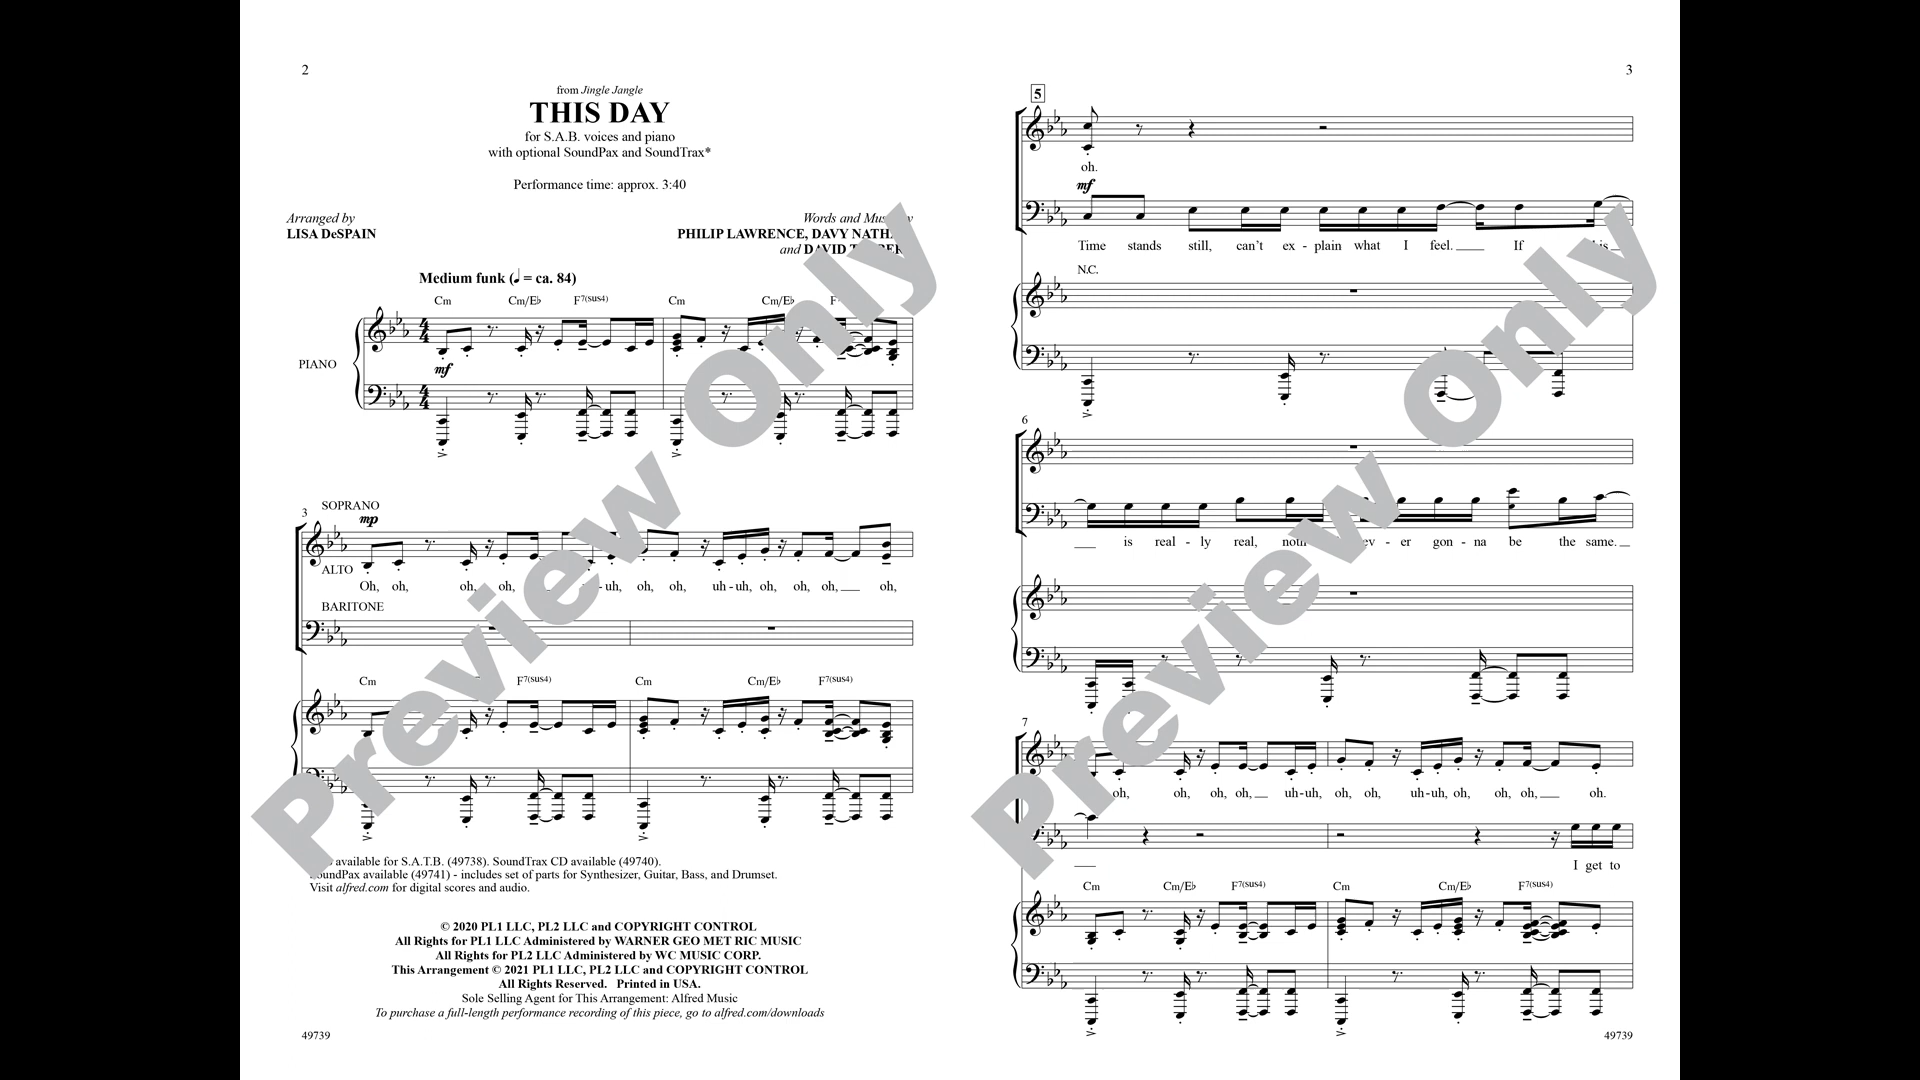 2
from Jingle Jangle
THIS DAY
for S.A.B. voices and piano
with optional SoundPax and SoundTrax*
Performance time: approx. 3:40
Arranged by
LISA DeSPAIN
Words and
PHILIP LAWRENCE, DAVY
and DAVID
Medium funk (♩ = ca. 84)
Cm Cm/E♭ F7(sus4) Cm Cm/E♭
PIANO
mf
3
SOPRANO
mp
ALTO
Oh, oh, oh, oh, uh, oh, oh, uh-uh, oh, oh, oh, oh,
BARITONE
Cm F7(sus4) Cm Cm/E♭ F7(sus4)
available for S.A.T.B. (49738). SoundTrax CD available (49740).
SoundPax available (49741) - includes set of parts for Synthesizer, Guitar, Bass, and Drumset.
Visit alfred.com for digital scores and audio.
© 2020 PL1 LLC, PL2 LLC and COPYRIGHT CONTROL
All Rights for PL1 LLC Administered by WARNER GEO MET RIC MUSIC
All Rights for PL2 LLC Administered by WC MUSIC CORP.
This Arrangement © 2021 PL1 LLC, PL2 LLC and COPYRIGHT CONTROL
All Rights Reserved. Printed in USA.
Sole Selling Agent for This Arrangement: Alfred Music
To purchase a full-length performance recording of this piece, go to alfred.com/downloads
49739
Preview Only
3
5
oh.
mf
Time stands still, can't ex - plain what I feel. If
N.C.
6
is real - ly real, er gon - na be the same.
7
oh, oh, oh, oh, uh-uh, oh, oh, uh-uh, oh, oh, oh, oh.
I get to
Cm Cm/E♭ F7(sus4) Cm Cm/E♭ F7(sus4)
49739
Preview Only